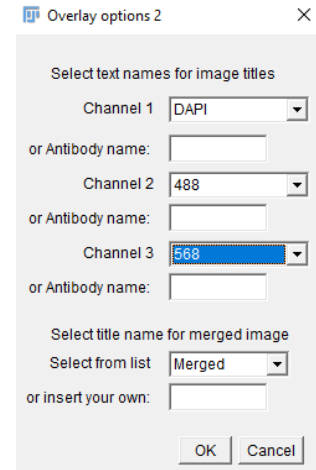 Overlay options 2
Select text names for image titles
Channel 1 DAPI
or Antibody name:
Channel 2 488
or Antibody name:
Channel 3 568
or Antibody name:
Select title name for merged image
Select from list Merged
or insert your own:
OK Cancel